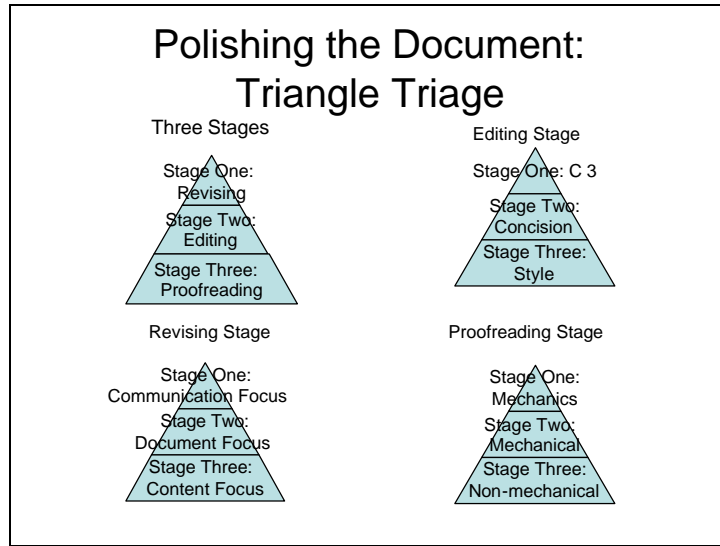 Polishing the Document:
Triangle Triage
Three Stages
Stage One:
Revising
Stage Two:
Editing
Stage Three:
Proofreading
Editing Stage
Stage One: C 3
Stage Two:
Concision
Stage Three:
Style
Revising Stage
Stage One:
Communication Focus
Stage Two:
Document Focus
Stage Three:
Content Focus
Proofreading Stage
Stage One:
Mechanics
Stage Two:
Mechanical
Stage Three:
Non-mechanical